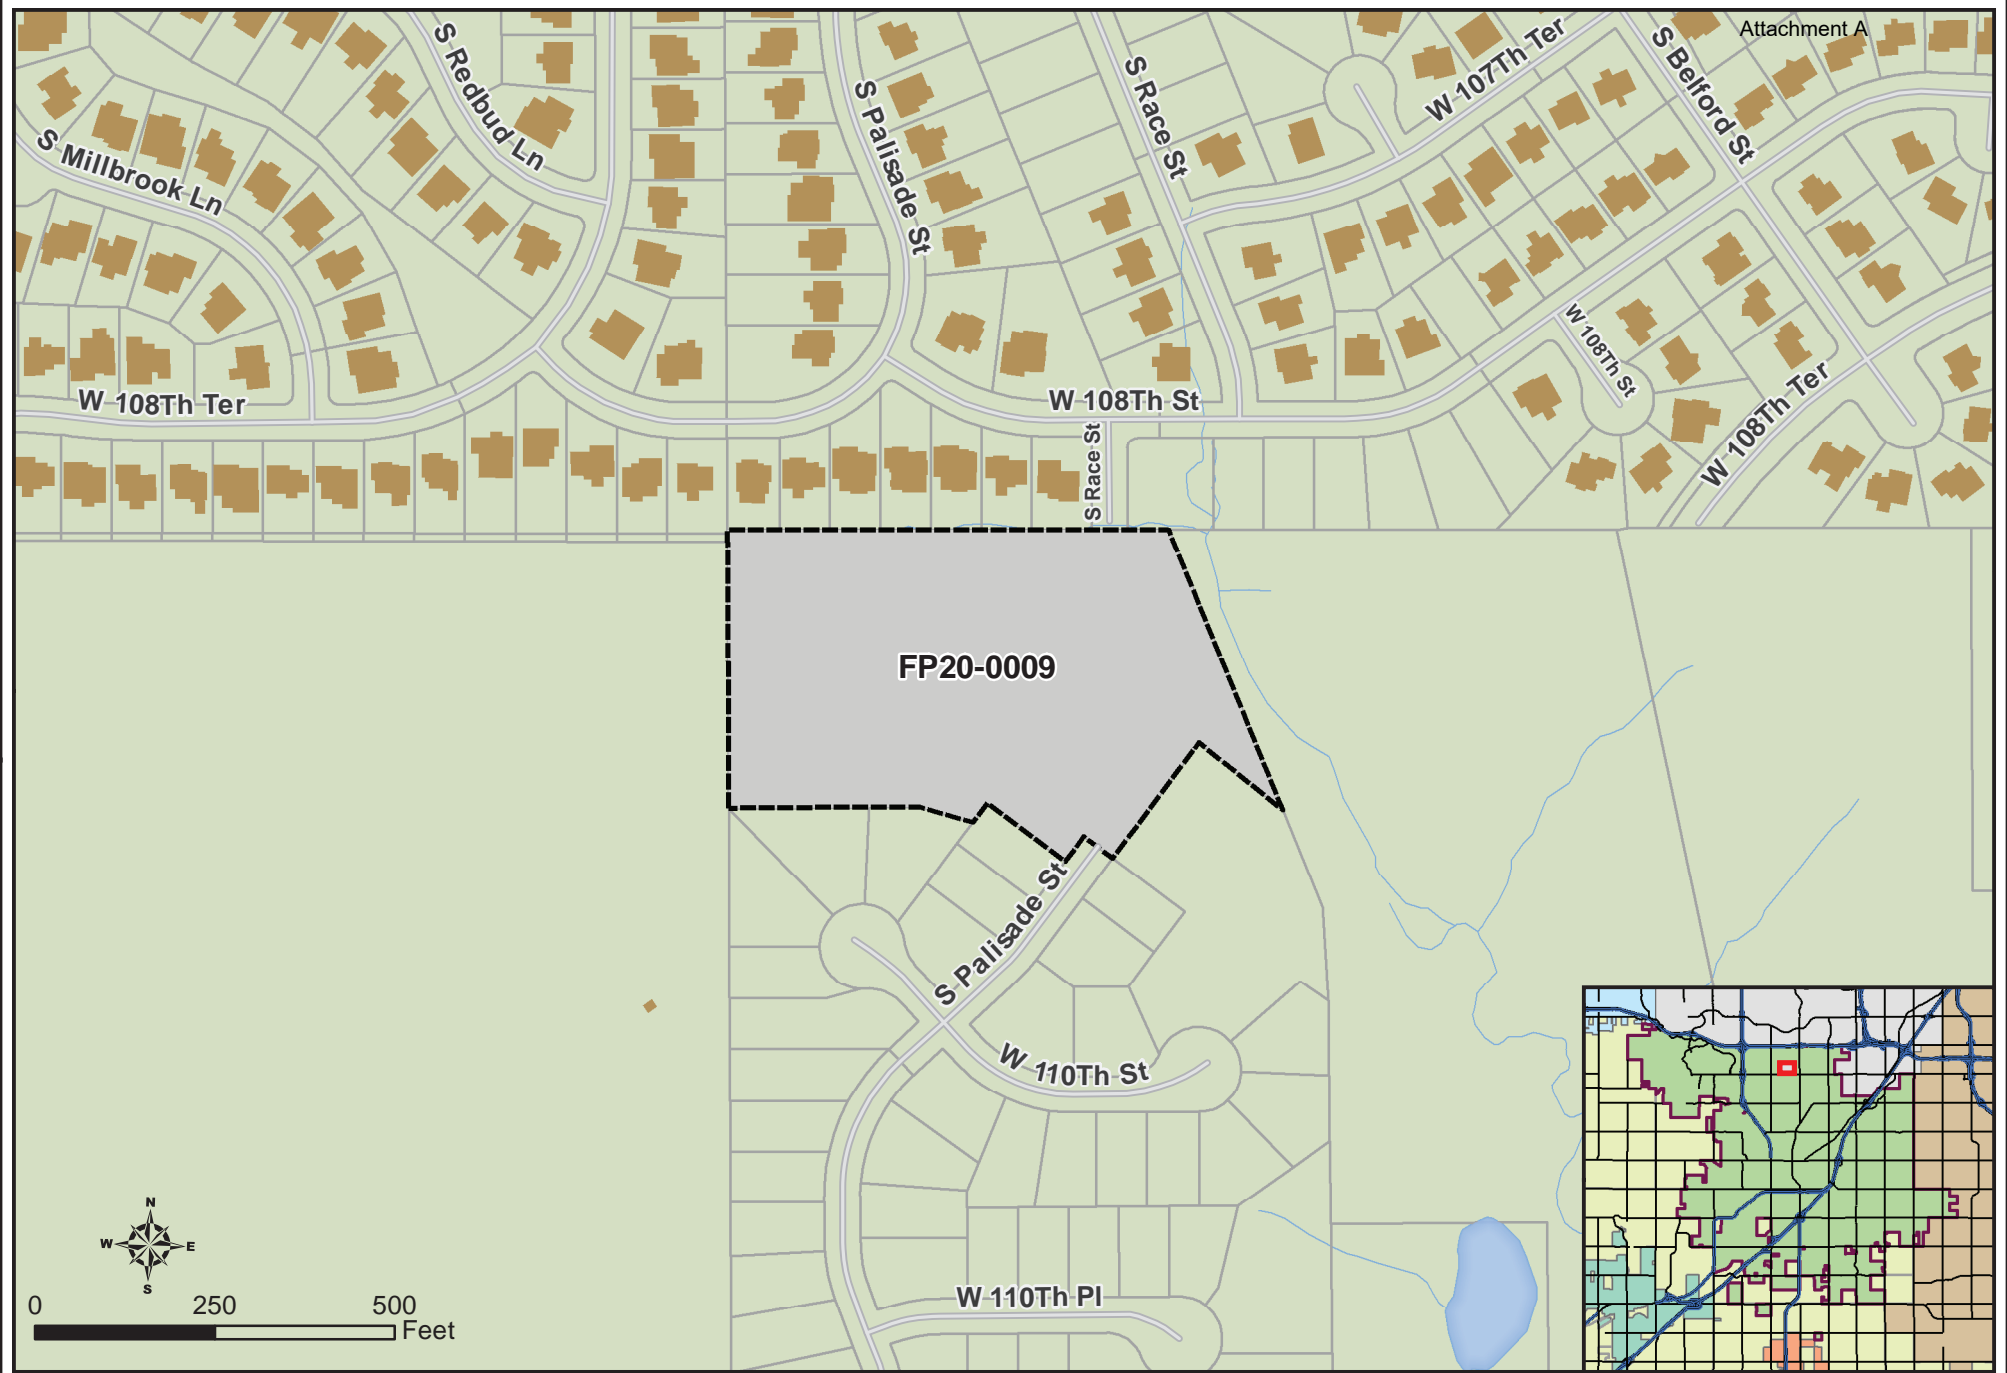 Attachment A
S Redbud Ln
S Millbrook Ln
S Palisade St
S Race St
W 107Th Ter
S Belford St
W 108Th St
W 108Th Ter
W 108Th Ter
W 108Th St
S Race St
FP20-0009
S Palisade St
W 110Th St
W 110Th Pl
N
W E
S
0 250 500
Feet